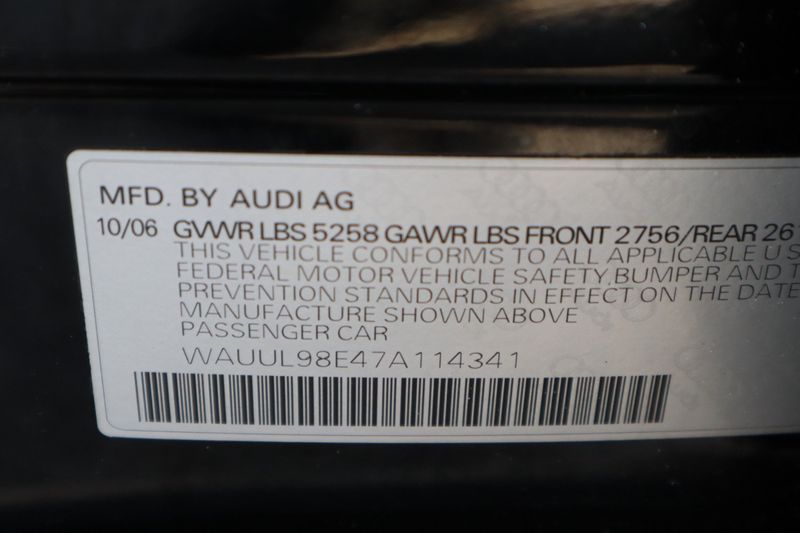 MFD. BY AUDI AG
10/06 GVWR LBS 5258 GAWR LBS FRONT 2756/REAR 26
THIS VEHICLE CONFORMS TO ALL APPLICABLE U S
FEDERAL MOTOR VEHICLE SAFETY,BUMPER AND T
PREVENTION STANDARDS IN EFFECT ON THE DATE
MANUFACTURE SHOWN ABOVE
PASSENGER CAR
WAUUL98E47A114341